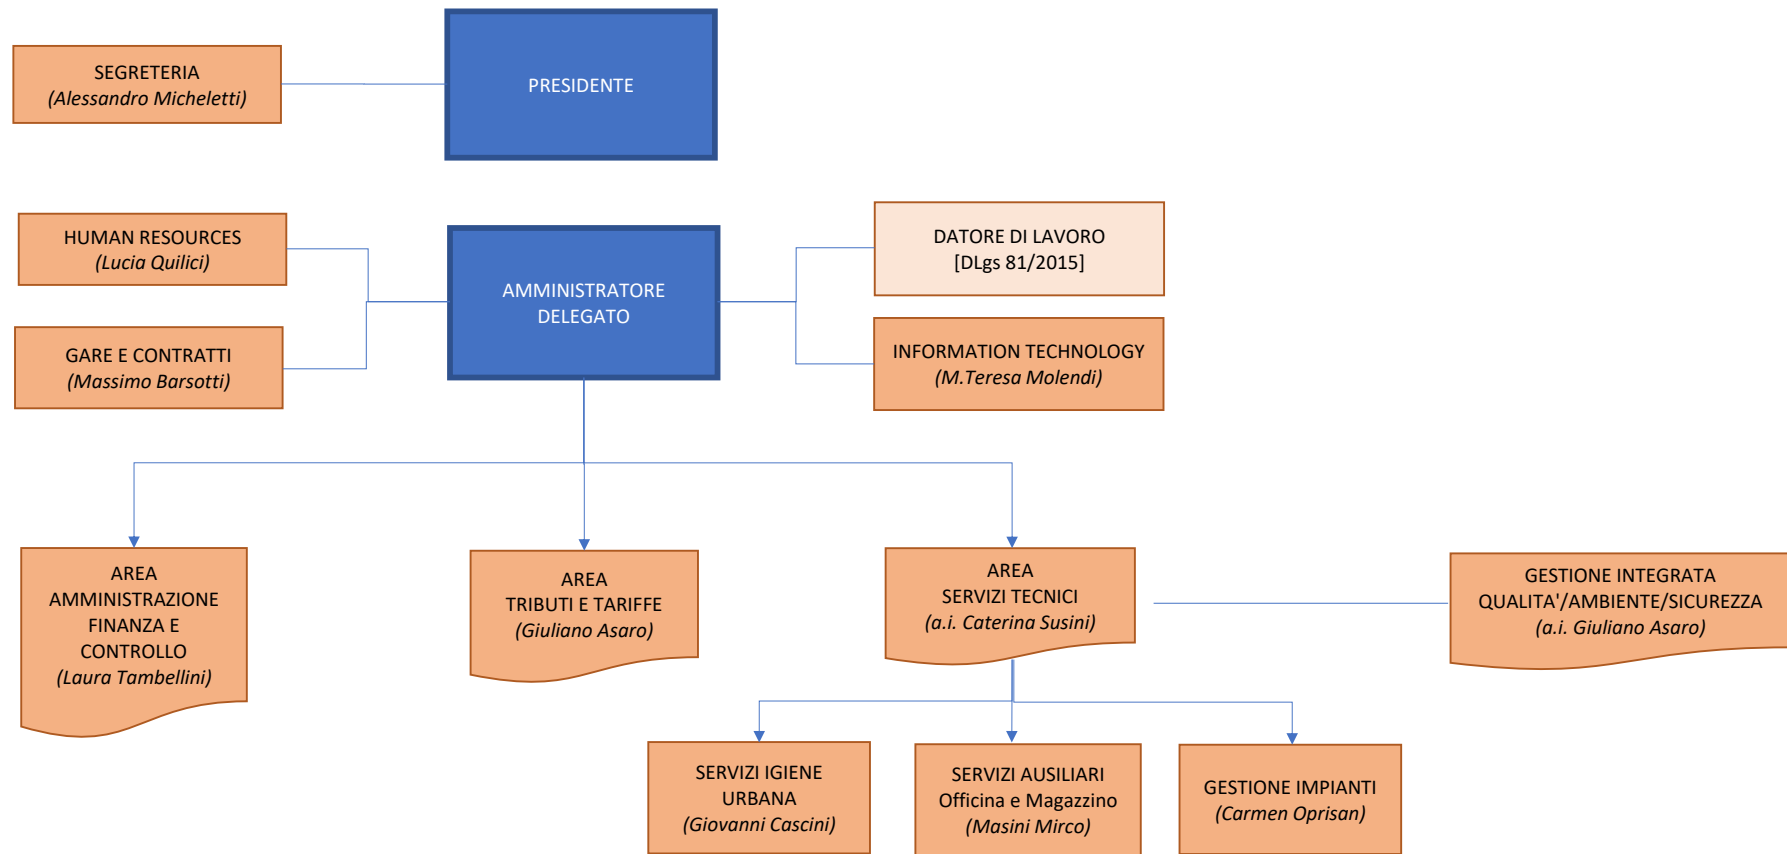 SEGRETERIA
(Alessandro Micheletti)
PRESIDENTE
HUMAN RESOURCES
(Lucia Quilici)
GARE E CONTRATTI
(Massimo Barsotti)
AMMINISTRATORE
DELEGATO
DATORE DI LAVORO
[DLgs 81/2015]
INFORMATION TECHNOLOGY
(M.Teresa Molendi)
AREA
AMMINISTRAZIONE
FINANZA E
CONTROLLO
(Laura Tambellini)
AREA
TRIBUTI E TARIFFE
(Giuliano Asaro)
AREA
SERVIZI TECNICI
(a.i. Caterina Susini)
GESTIONE INTEGRATA
QUALITA'/AMBIENTE/SICUREZZA
(a.i. Giuliano Asaro)
SERVIZI IGIENE
URBANA
(Giovanni Cascini)
SERVIZI AUSILIARI
Officina e Magazzino
(Masini Mirco)
GESTIONE IMPIANTI
(Carmen Oprisan)